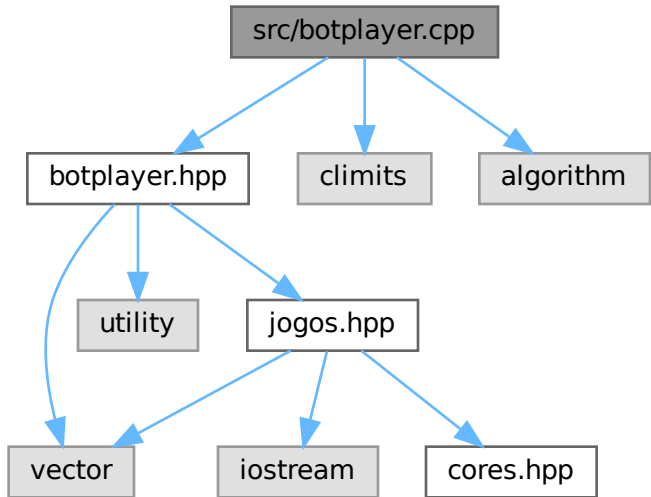 src/botplayer.cpp
botplayer.hpp
climits
algorithm
utility
jogos.hpp
vector
iostream
cores.hpp